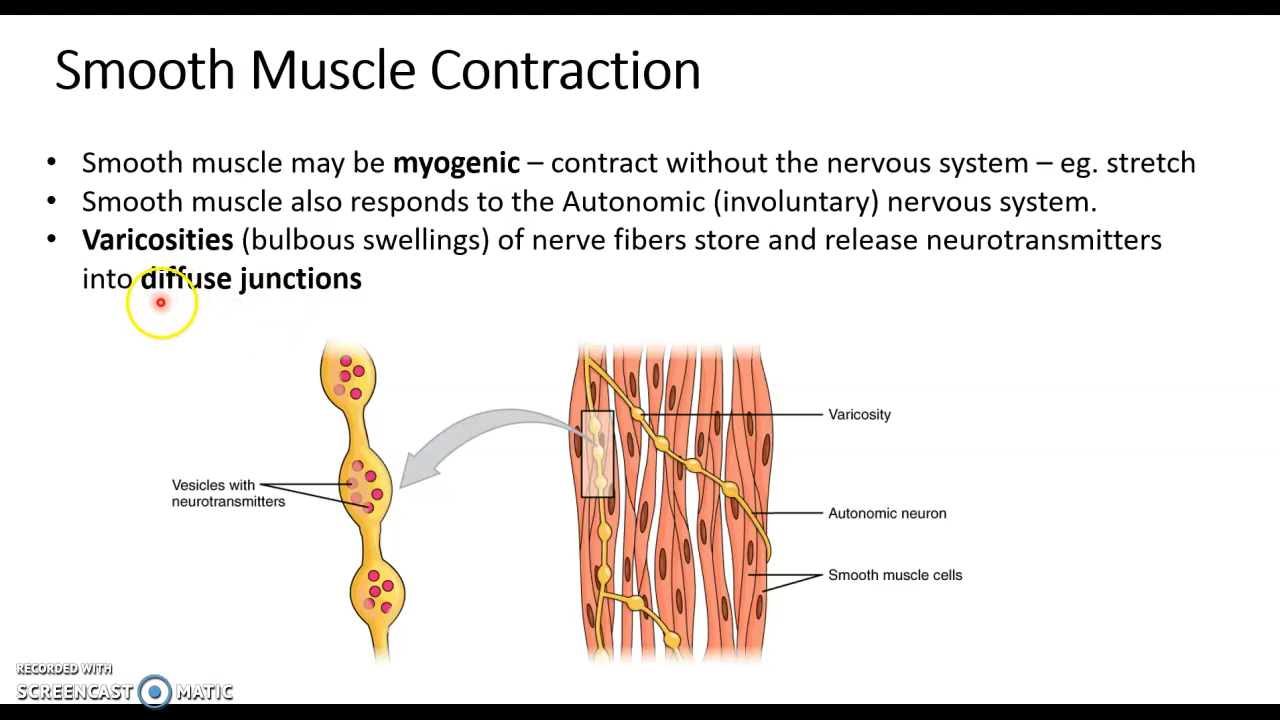 Smooth Muscle Contraction
• Smooth muscle may be myogenic – contract without the nervous system – eg. stretch
• Smooth muscle also responds to the Autonomic (involuntary) nervous system.
• Varicosities (bulbous swellings) of nerve fibers store and release neurotransmitters
into diffuse junctions
Varicosity
Vesicles with
neurotransmitters
Autonomic neuron
Smooth muscle cells
RECORDED WITH
SCREENCAST MATIC